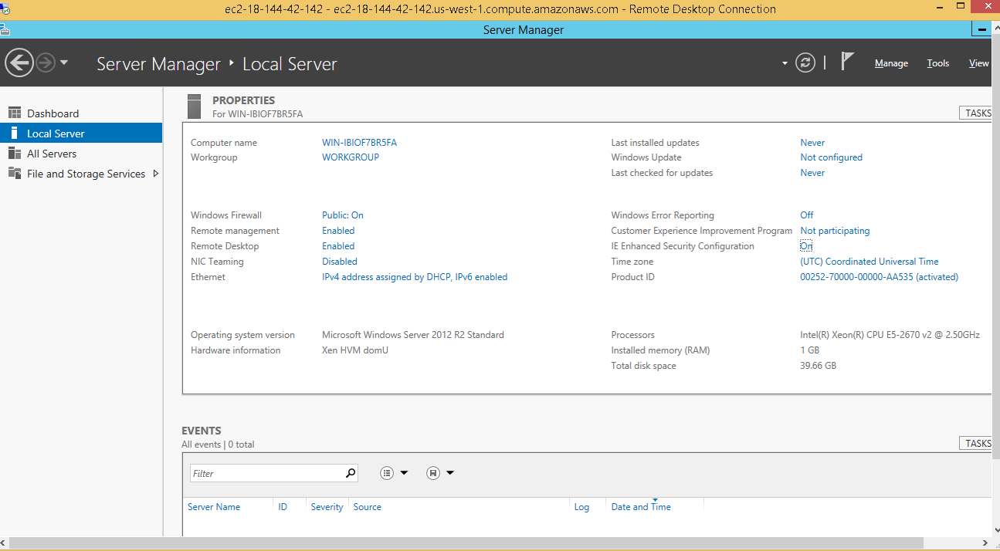 ec2-18-144-42-142 - ec2-18-144-42-142.us-west-1.compute.amazonaws.com - Remote Desktop Connection
Server Manager
Server Manager Local Server
Manage Tools View
Dashboard
Local Server
All Servers
File and Storage Services
PROPERTIES
For WIN-IBIOF7BR5FA
TASKS
Computer name WIN-IBIOF7BR5FA Last installed updates Never
Workgroup WORKGROUP Windows Update Not configured
Last checked for updates Never
Windows Firewall Public: On Windows Error Reporting Off
Remote management Enabled Customer Experience Improvement Program Not participating
Remote Desktop Enabled IE Enhanced Security Configuration On
NIC Teaming Disabled Time zone (UTC) Coordinated Universal Time
Ethernet IPv4 address assigned by DHCP, IPv6 enabled Product ID 00252-70000-00000-AA535 (activated)
Operating system version Microsoft Windows Server 2012 R2 Standard Processors Intel(R) Xeon(R) CPU E5-2670 v2 @ 2.50GHz
Hardware information Xen HVM domU Installed memory (RAM) 1 GB
Total disk space 39.66 GB
EVENTS
All events | 0 total
TASKS
Filter
Server Name ID Severity Source Log Date and Time